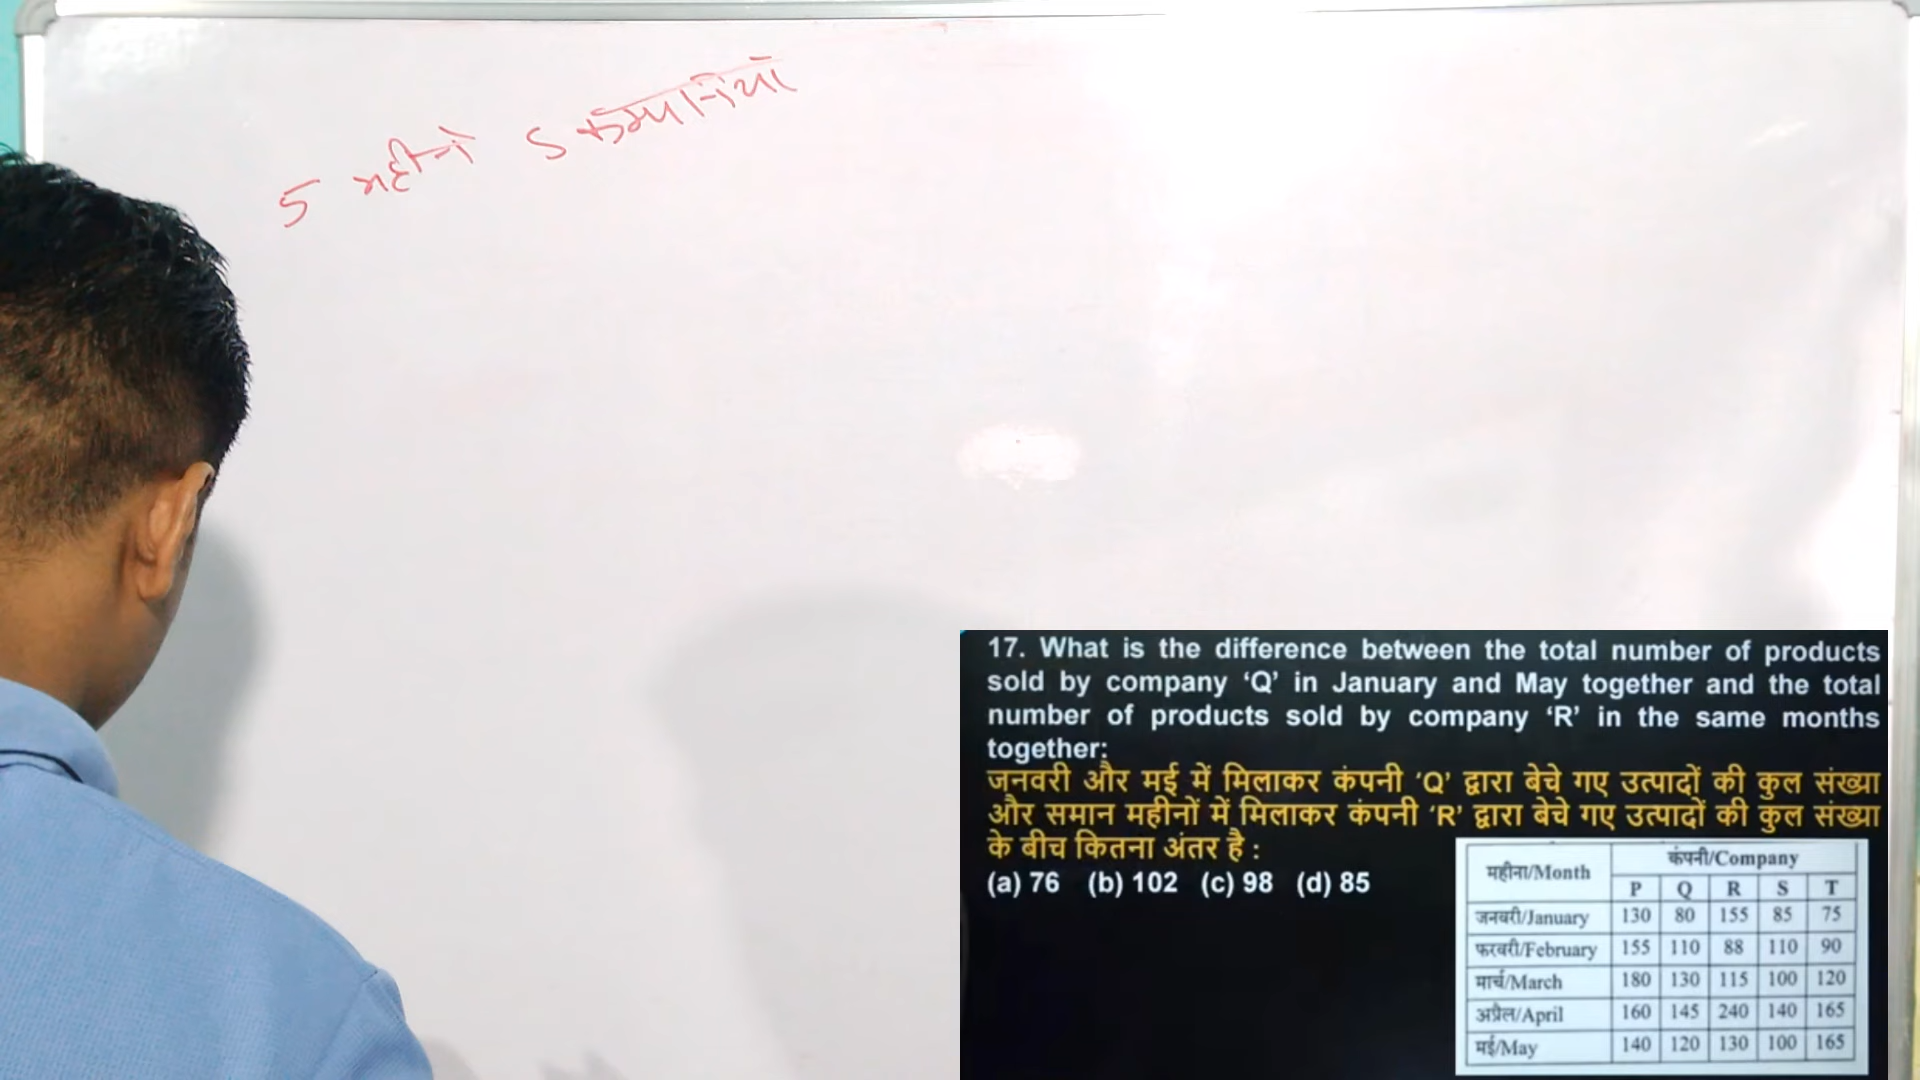 5 महीने 5 कम्पनियों
17. What is the difference between the total number of products
sold by company ‘Q’ in January and May together and the total
number of products sold by company ‘R’ in the same months
together:
जनवरी और मई में मिलाकर कंपनी ‘Q’ द्वारा बेचे गए उत्पादों की कुल संख्या
और समान महीनों में मिलाकर कंपनी ‘R’ द्वारा बेचे गए उत्पादों की कुल संख्या
के बीच कितना अंतर है :
(a) 76 (b) 102 (c) 98 (d) 85
महीना/Month कंपनी/Company
P Q R S T
जनवरी/January 130 80 155 85 75
फरवरी/February 155 110 88 110 90
मार्च/March 180 130 115 100 120
अप्रैल/April 160 145 240 140 165
मई/May 140 120 130 100 165